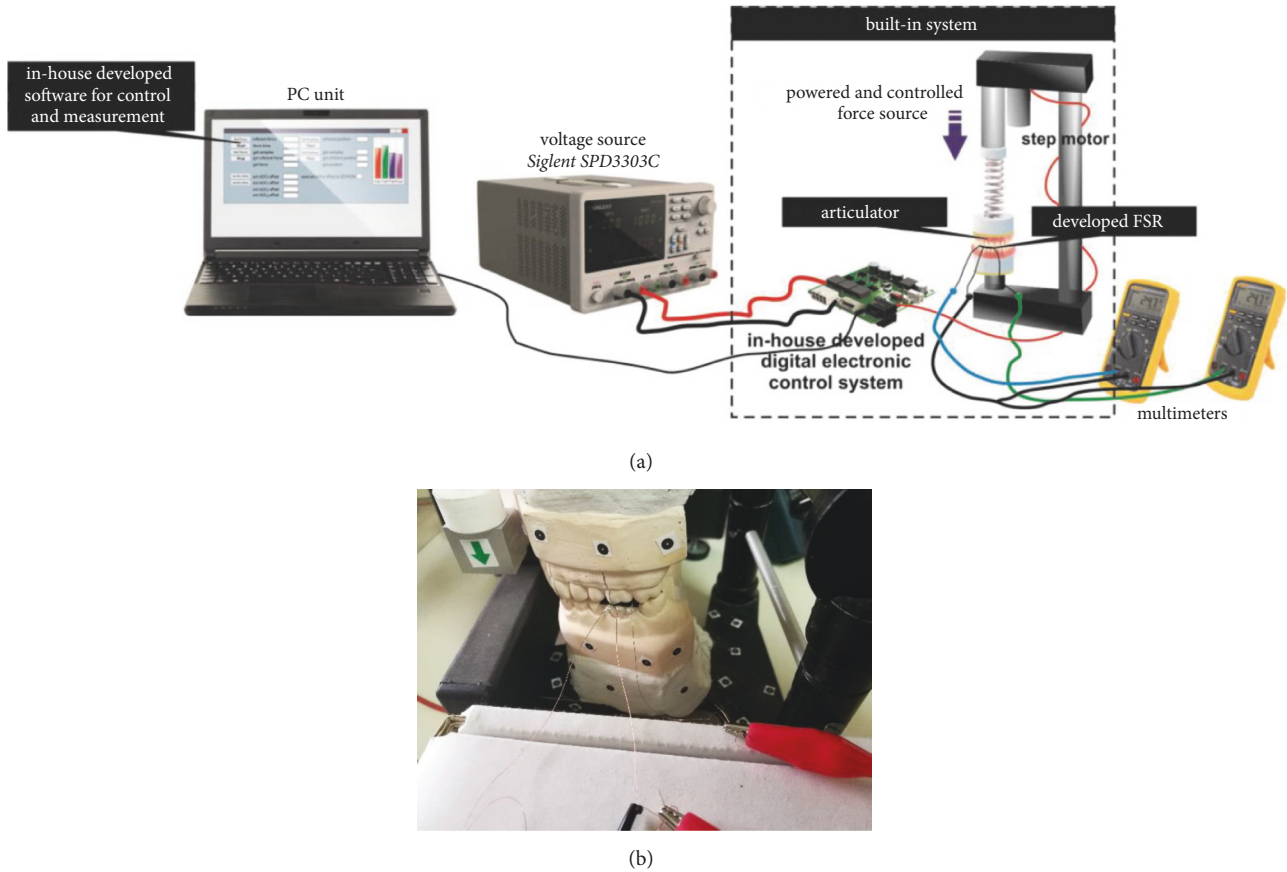 built-in system
in-house developed
software for control
and measurement
PC unit
powered and controlled
force source
voltage source
Siglent SPD3303C
step motor
articulator
developed FSR
in-house developed
digital electronic
control system
multimeters
(a)
(b)